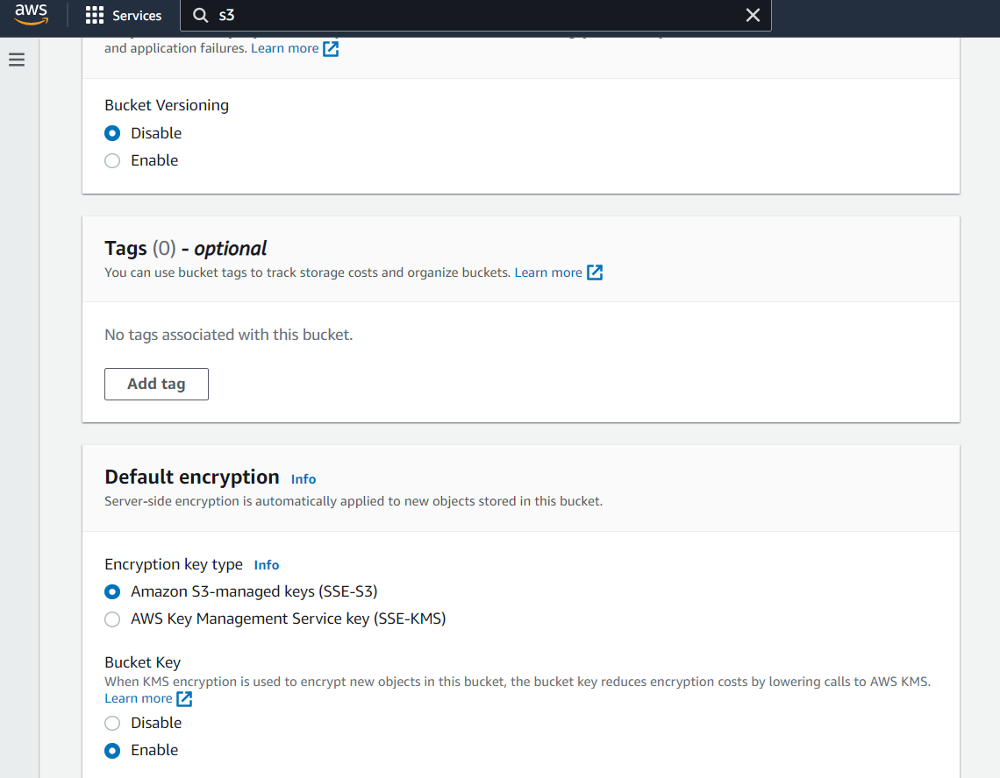 aws
Services
s3
and application failures. Learn more
Bucket Versioning
Disable
Enable
Tags (0) - optional
You can use bucket tags to track storage costs and organize buckets. Learn more
No tags associated with this bucket.
Add tag
Default encryption Info
Server-side encryption is automatically applied to new objects stored in this bucket.
Encryption key type Info
Amazon S3-managed keys (SSE-S3)
AWS Key Management Service key (SSE-KMS)
Bucket Key
When KMS encryption is used to encrypt new objects in this bucket, the bucket key reduces encryption costs by lowering calls to AWS KMS.
Learn more
Disable
Enable